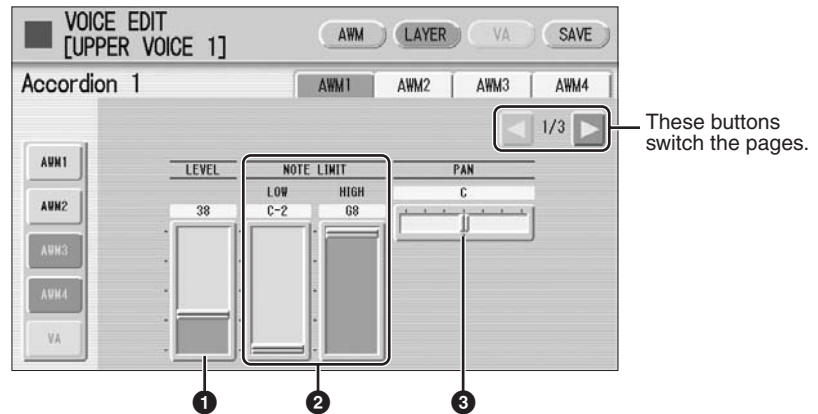 VOICE EDIT
[UPPER VOICE 1]
AWM LAYER VA SAVE
Accordion 1
AWM1 AWM2 AWM3 AWM4
1/3
These buttons
switch the pages.
AWM1
AWM2
AWM3
AWM4
VA
LEVEL NOTE LIMIT PAN
LOW HIGH C
38 C-2 G8
1 2 3